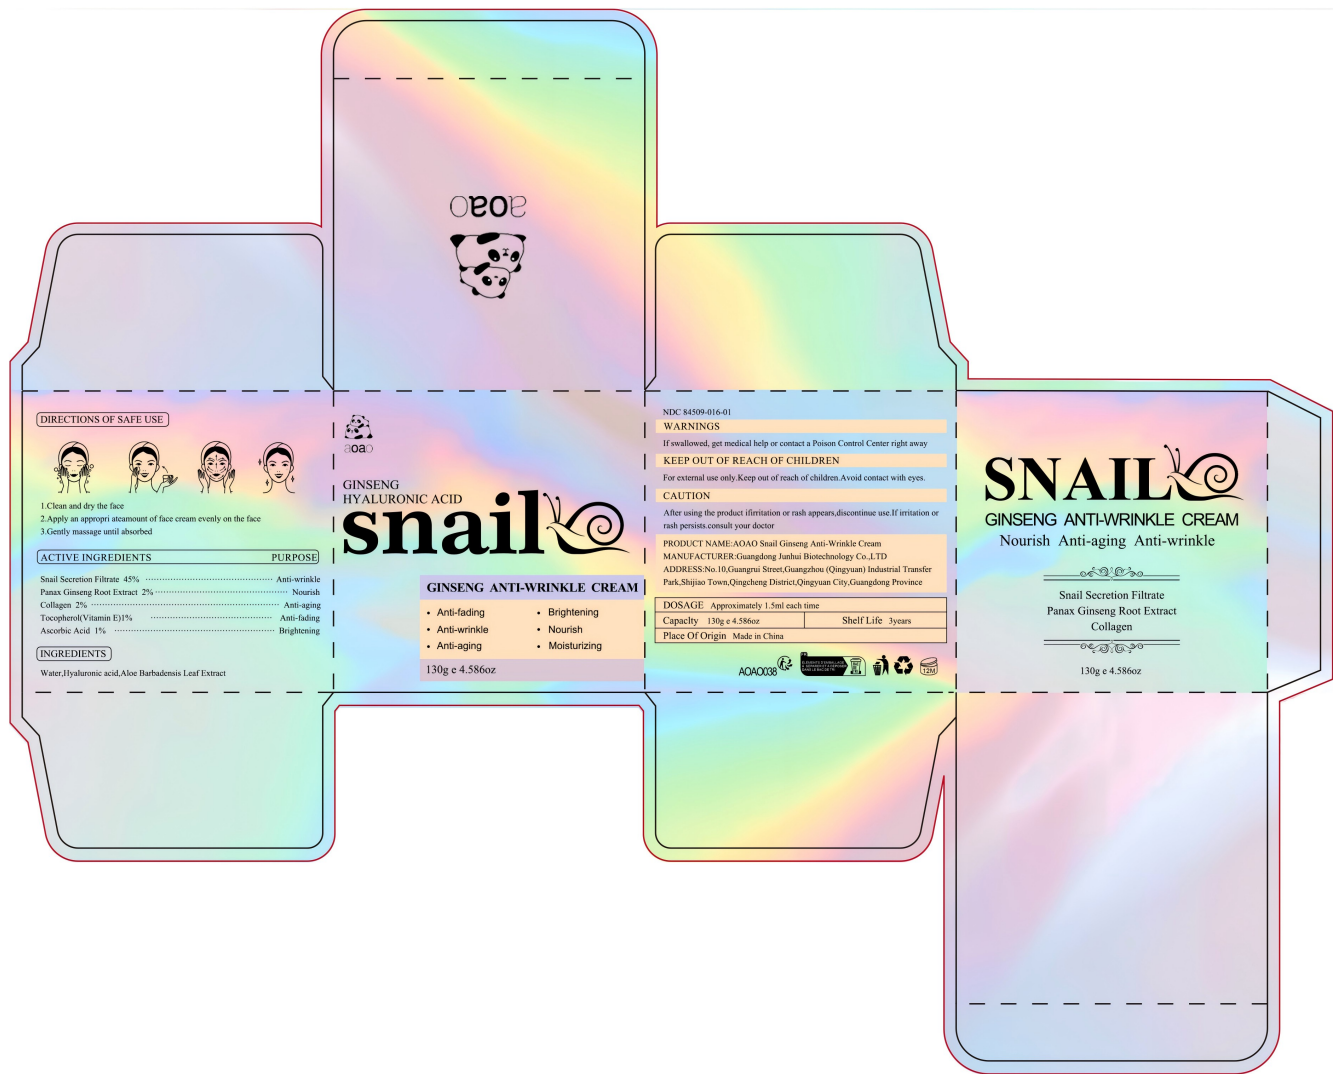 aoao
DIRECTIONS OF SAFE USE
1.Clean and dry the face
2.Apply an appropri ateamount of face cream evenly on the face
3.Gently massage until absorbed
ACTIVE INGREDIENTS PURPOSE
Snail Secretion Filtrate 45% Anti-wrinkle
Panax Ginseng Root Extract 2% Nourish
Collagen 2% Anti-aging
Tocopherol(Vitamin E)1% Anti-fading
Ascorbic Acid 1% Brightening
INGREDIENTS
Water,Hyaluronic acid,Aloe Barbadensis Leaf Extract
aoao
GINSENG
HYALURONIC ACID
snail
GINSENG ANTI-WRINKLE CREAM
• Anti-fading • Brightening
• Anti-wrinkle • Nourish
• Anti-aging • Moisturizing
130g e 4.586oz
NDC 84509-016-01
WARNINGS
If swallowed, get medical help or contact a Poison Control Center right away
KEEP OUT OF REACH OF CHILDREN
For external use only.Keep out of reach of children.Avoid contact with eyes.
CAUTION
After using the product ifirritation or rash appears,discontinue use.If irritation or
rash persists.consult your doctor
PRODUCT NAME:AOAO Snail Ginseng Anti-Wrinkle Cream
MANUFACTURER:Guangdong Junhui Biotechnology Co.,LTD
ADDRESS:No.10,Guangrui Street,Guangzhou (Qingyuan) Industrial Transfer
Park,Shijiao Town,Qingcheng District,Qingyuan City,Guangdong Province
DOSAGE Approximately 1.5ml each time
Capaclty 130g e 4.586oz Shelf Life 3years
Place Of Origin Made in China
AOAO038
12M
SNAIL
GINSENG ANTI-WRINKLE CREAM
Nourish Anti-aging Anti-wrinkle
Snail Secretion Filtrate
Panax Ginseng Root Extract
Collagen
130g e 4.586oz